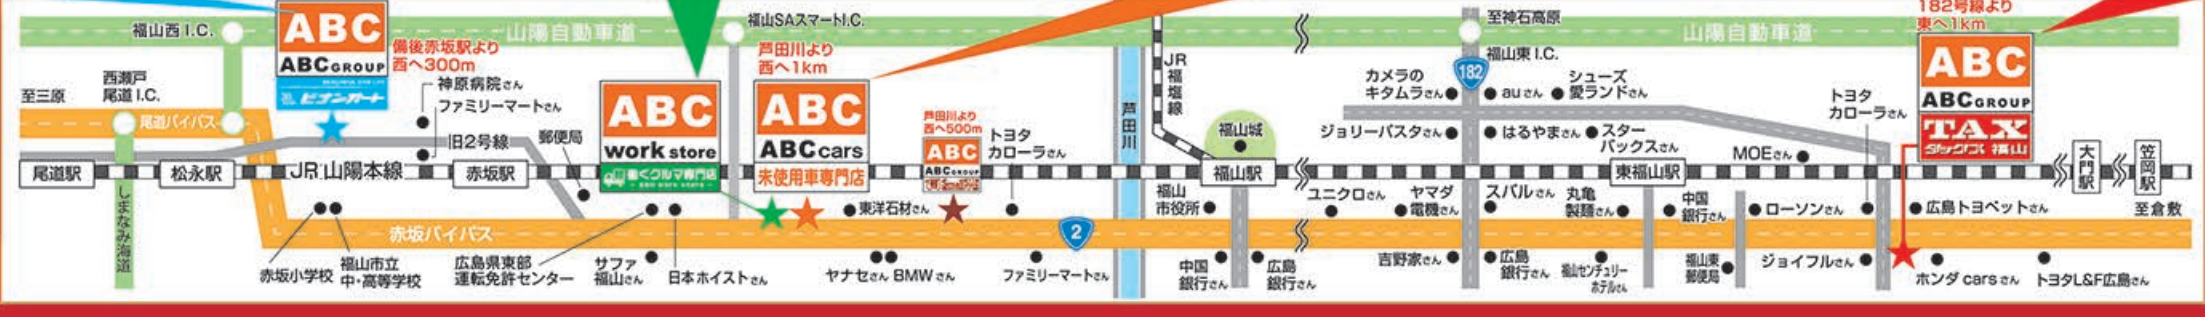 福山西 I.C.
ABC
ABC GROUP
ビテンガート
備後赤坂駅より
西へ300m
山陽自動車道
福山SAスマートI.C.
芦田川より
西へ1km
至神石高原
福山東 I.C.
182
山陽自動車道
182号線より
東へ1km
ABC
ABC GROUP
TAX
タックス 福山
至三原
西瀬戸
尾道 I.C.
尾道バイパス
神原病院さん
ファミリーマートさん
旧2号線
郵便局
ABC
work store
働くクルマ専門店
ABC
ABC cars
未使用車専門店
芦田川より
西へ500m
ABC
ABC GROUP
トヨタ
カローラさん
芦田川
JR福塩線
福山城
カメラの
キタムラさん
auさん
シューズ
愛ランドさん
ジョリーパスタさん
はるやまさん
スター
バックスさん
MOEさん
トヨタ
カローラさん
尾道駅
松永駅
JR 山陽本線
赤坂駅
福山駅
東福山駅
大門駅
笠岡駅
至倉敷
しまなみ海道
東洋石材さん
福山
市役所
ユニクロさん
ヤマダ
電機さん
スバルさん
丸亀
製麺さん
中国
銀行さん
ローソンさん
広島トヨペットさん
赤坂バイパス
2
赤坂小学校
福山市立
中・高等学校
広島県東部
運転免許センター
サファ
福山さん
日本ホイストさん
ヤナセさん
BMWさん
ファミリーマートさん
中国
銀行さん
広島
銀行さん
吉野家さん
広島
銀行さん
福山センチュリー
ホテルさん
福山東
郵便局
ジョイフルさん
ホンダ carsさん
トヨタL&F広島さん